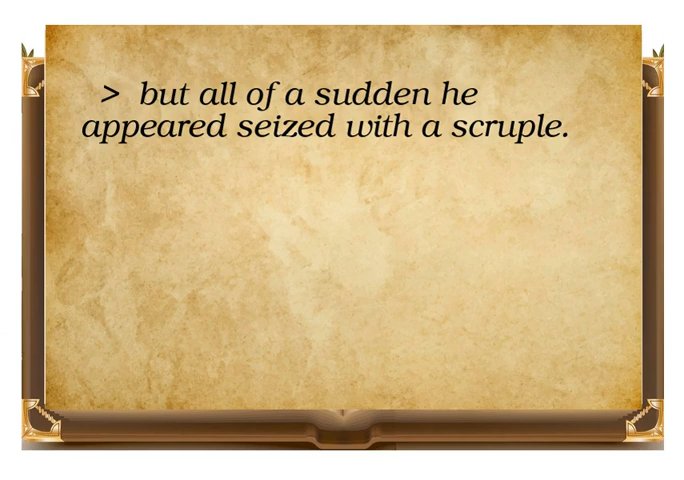 > but all of a sudden he
appeared seized with a scruple.